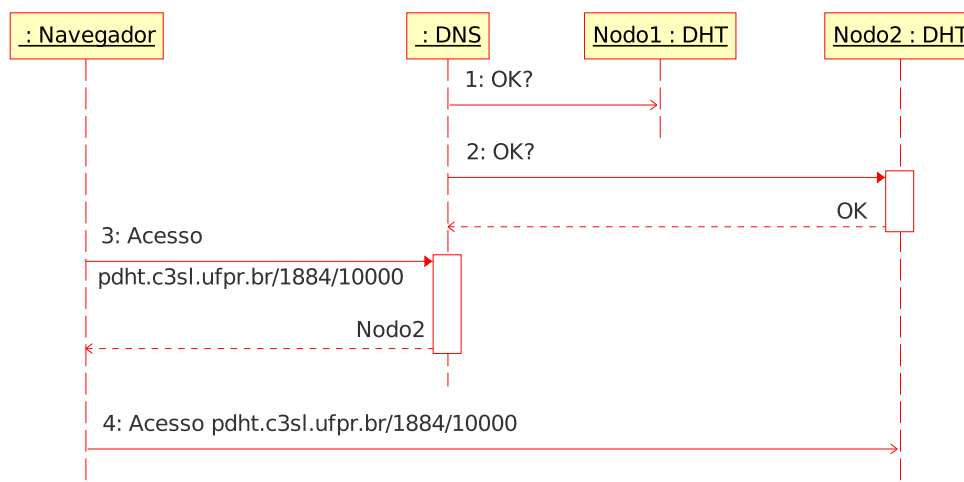 : Navegador
: DNS
Nodo1 : DHT
Nodo2 : DHT
1: OK?
2: OK?
OK
3: Acesso
pdht.c3sl.ufpr.br/1884/10000
Nodo2
4: Acesso pdht.c3sl.ufpr.br/1884/10000